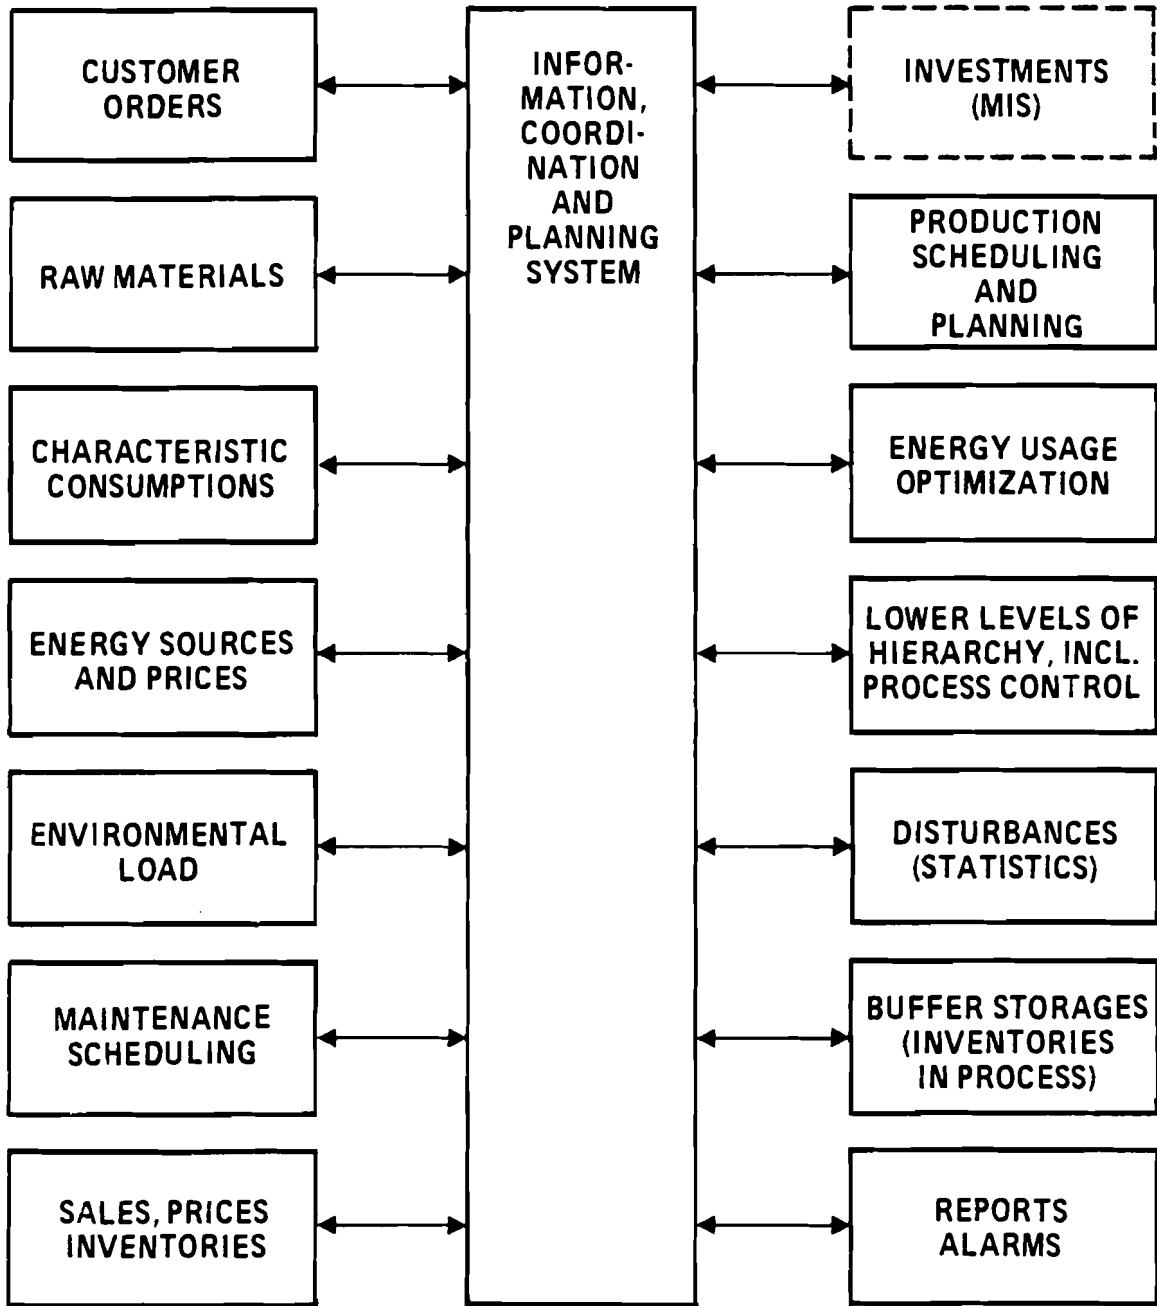 CUSTOMER
ORDERS
RAW MATERIALS
CHARACTERISTIC
CONSUMPTIONS
ENERGY SOURCES
AND PRICES
ENVIRONMENTAL
LOAD
MAINTENANCE
SCHEDULING
SALES, PRICES
INVENTORIES
INFOR-
MATION,
COORDI-
NATION
AND
PLANNING
SYSTEM
INVESTMENTS
(MIS)
PRODUCTION
SCHEDULING
AND
PLANNING
ENERGY USAGE
OPTIMIZATION
LOWER LEVELS OF
HIERARCHY, INCL.
PROCESS CONTROL
DISTURBANCES
(STATISTICS)
BUFFER STORAGES
(INVENTORIES
IN PROCESS)
REPORTS
ALARMS